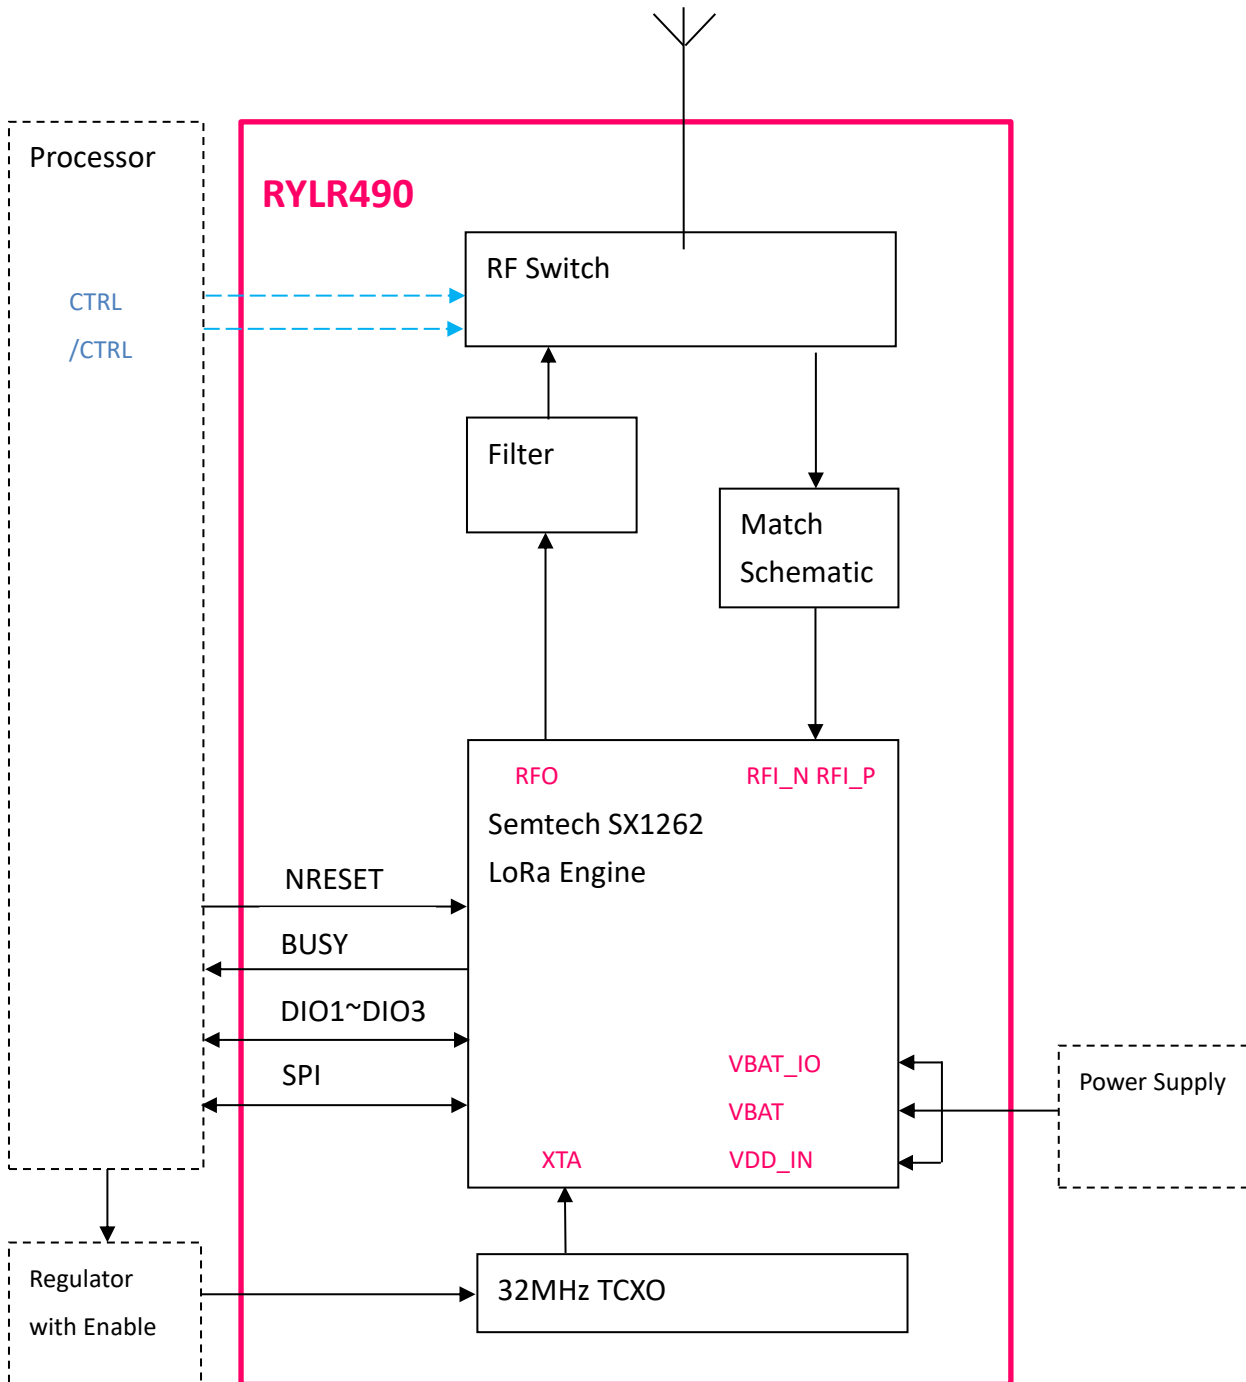 Processor
RYLR490
RF Switch
CTRL
/CTRL
Filter
Match
Schematic
RFO
RFI_N RFI_P
Semtech SX1262
LoRa Engine
NRESET
BUSY
DIO1~DIO3
SPI
VBAT_IO
VBAT
VDD_IN
XTA
Power Supply
Regulator
with Enable
32MHz TCXO